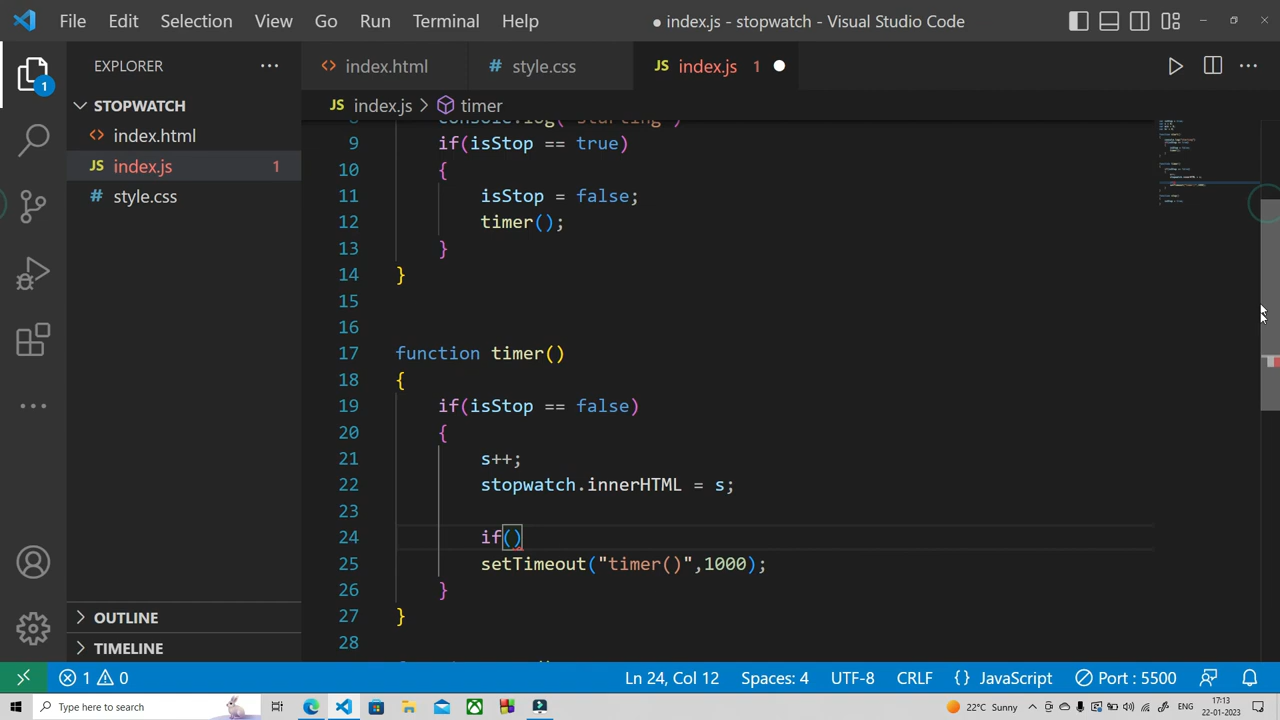 File Edit Selection View Go Run Terminal Help
● index.js - stopwatch - Visual Studio Code
EXPLORER
STOPWATCH
<> index.html
JS index.js 1
# style.css
OUTLINE
TIMELINE
1
<> index.html # style.css JS index.js 1 ●
JS index.js > timer
console.log("starting")
9 if(isStop == true)
10 {
11 isStop = false;
12 timer();
13 }
14 }
15
16
17 function timer()
18 {
19 if(isStop == false)
20 {
21 s++;
22 stopwatch.innerHTML = s;
23
24 if()
25 setTimeout("timer()",1000);
26 }
27 }
28
1 0 Ln 24, Col 12 Spaces: 4 UTF-8 CRLF {} JavaScript Port : 5500
Type here to search 22°C Sunny ENG 17:13
22-01-2023